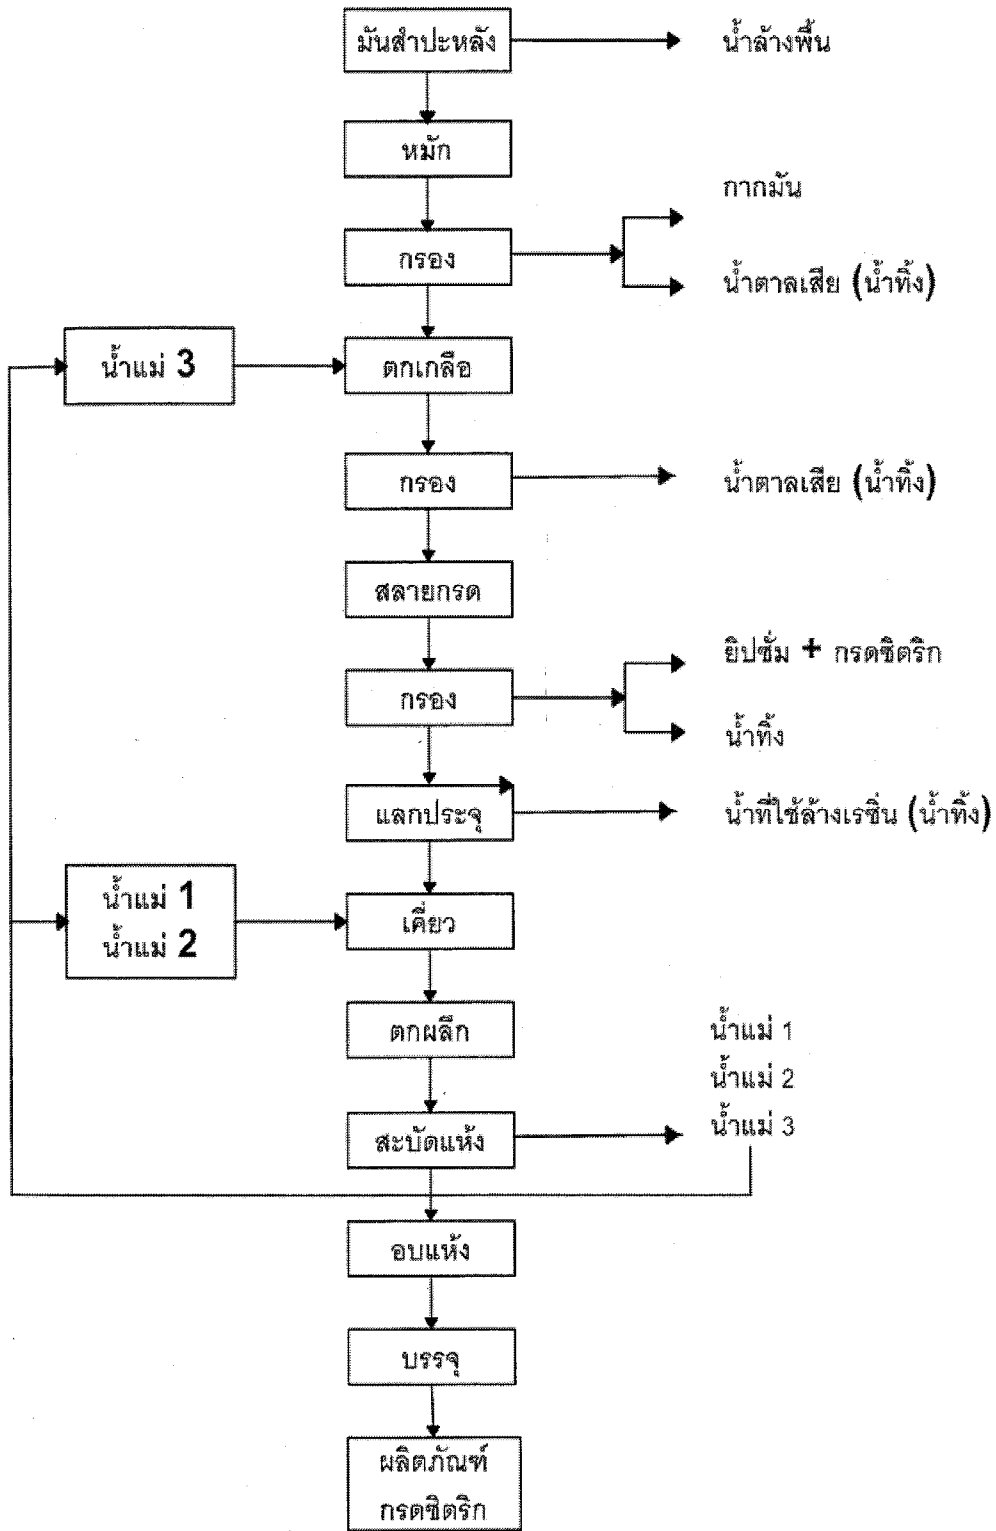 มันสำปะหลัง
น้ำล้างพื้น
หมัก
กากมัน
กรอง
น้ำตาลเสีย (น้ำทิ้ง)
น้ำแม่ 3
ตกเกลือ
กรอง
น้ำตาลเสีย (น้ำทิ้ง)
สลายกรด
ยิปซั่ม + กรดซิตริก
กรอง
น้ำทิ้ง
แลกประจุ
น้ำที่ใช้ล้างเรซิ่น (น้ำทิ้ง)
น้ำแม่ 1
น้ำแม่ 2
เคี่ยว
ตกผลึก
น้ำแม่ 1
น้ำแม่ 2
น้ำแม่ 3
สะบัดแห้ง
อบแห้ง
บรรจุ
ผลิตภัณฑ์
กรดซิตริก